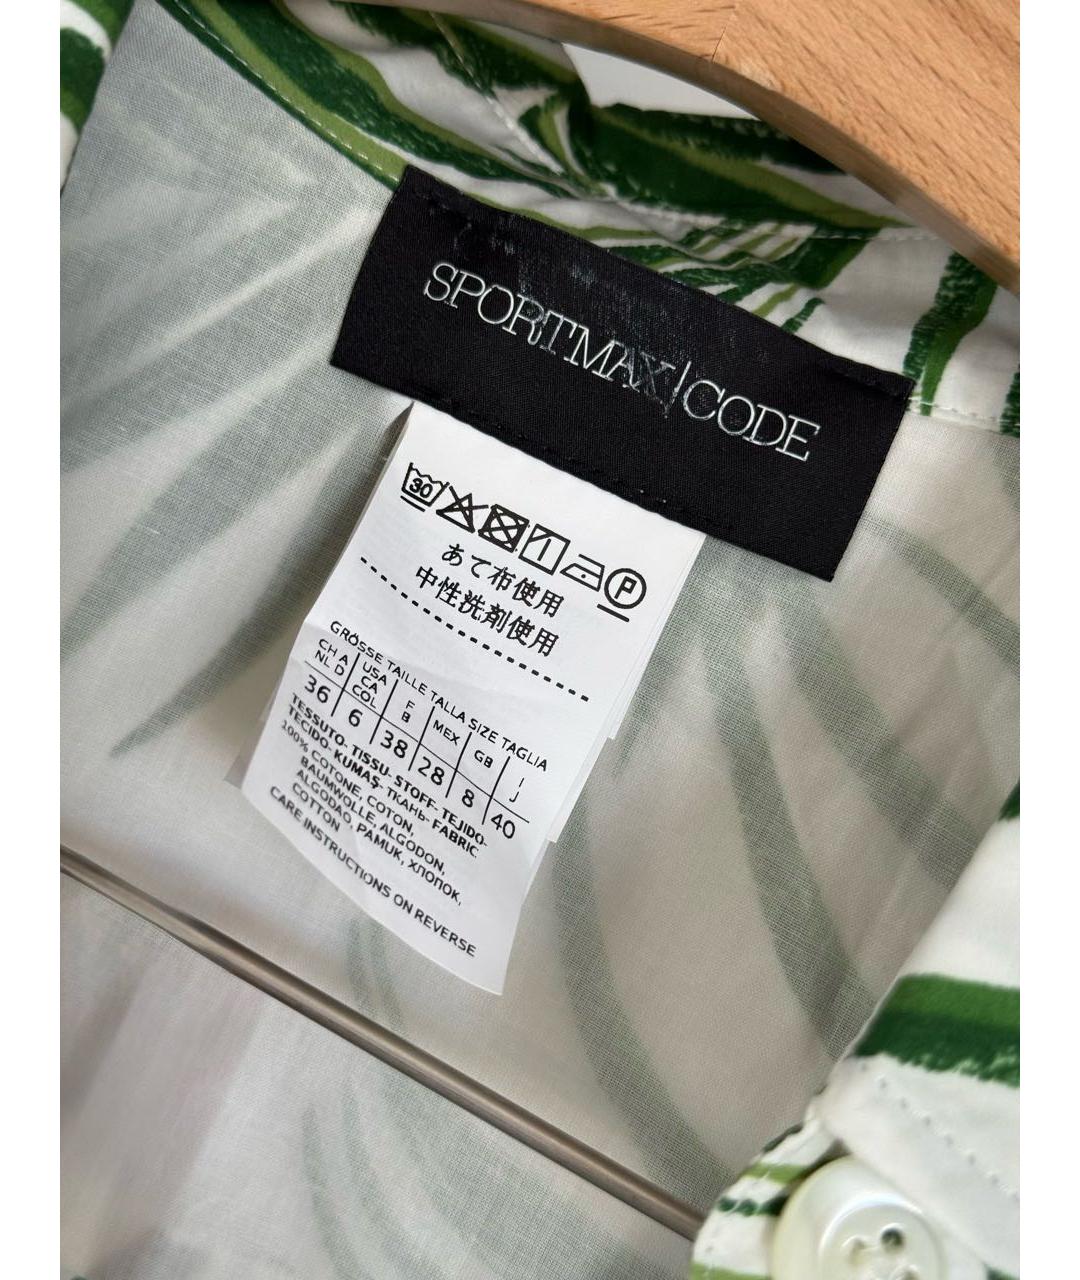 SPORTMAX|CODE
30 P
あて布使用
中性洗剤使用
GRÖSSE TAILLE TALLA SIZE TAGLIA
CH A NL D USA CA COL F B MEX GB I J
36 6 38 28 8 40
TESSUTO- TISSU- STOFF- TEJIDO-
TECIDO- KUMAŞ- ТКАНЬ- FABRIC:
100% COTONE, COTON,
BAUMWOLLE, ALGODON,
ALGODAO, PAMUK, ХЛОПОК,
COTTON
CARE INSTRUCTIONS ON REVERSE